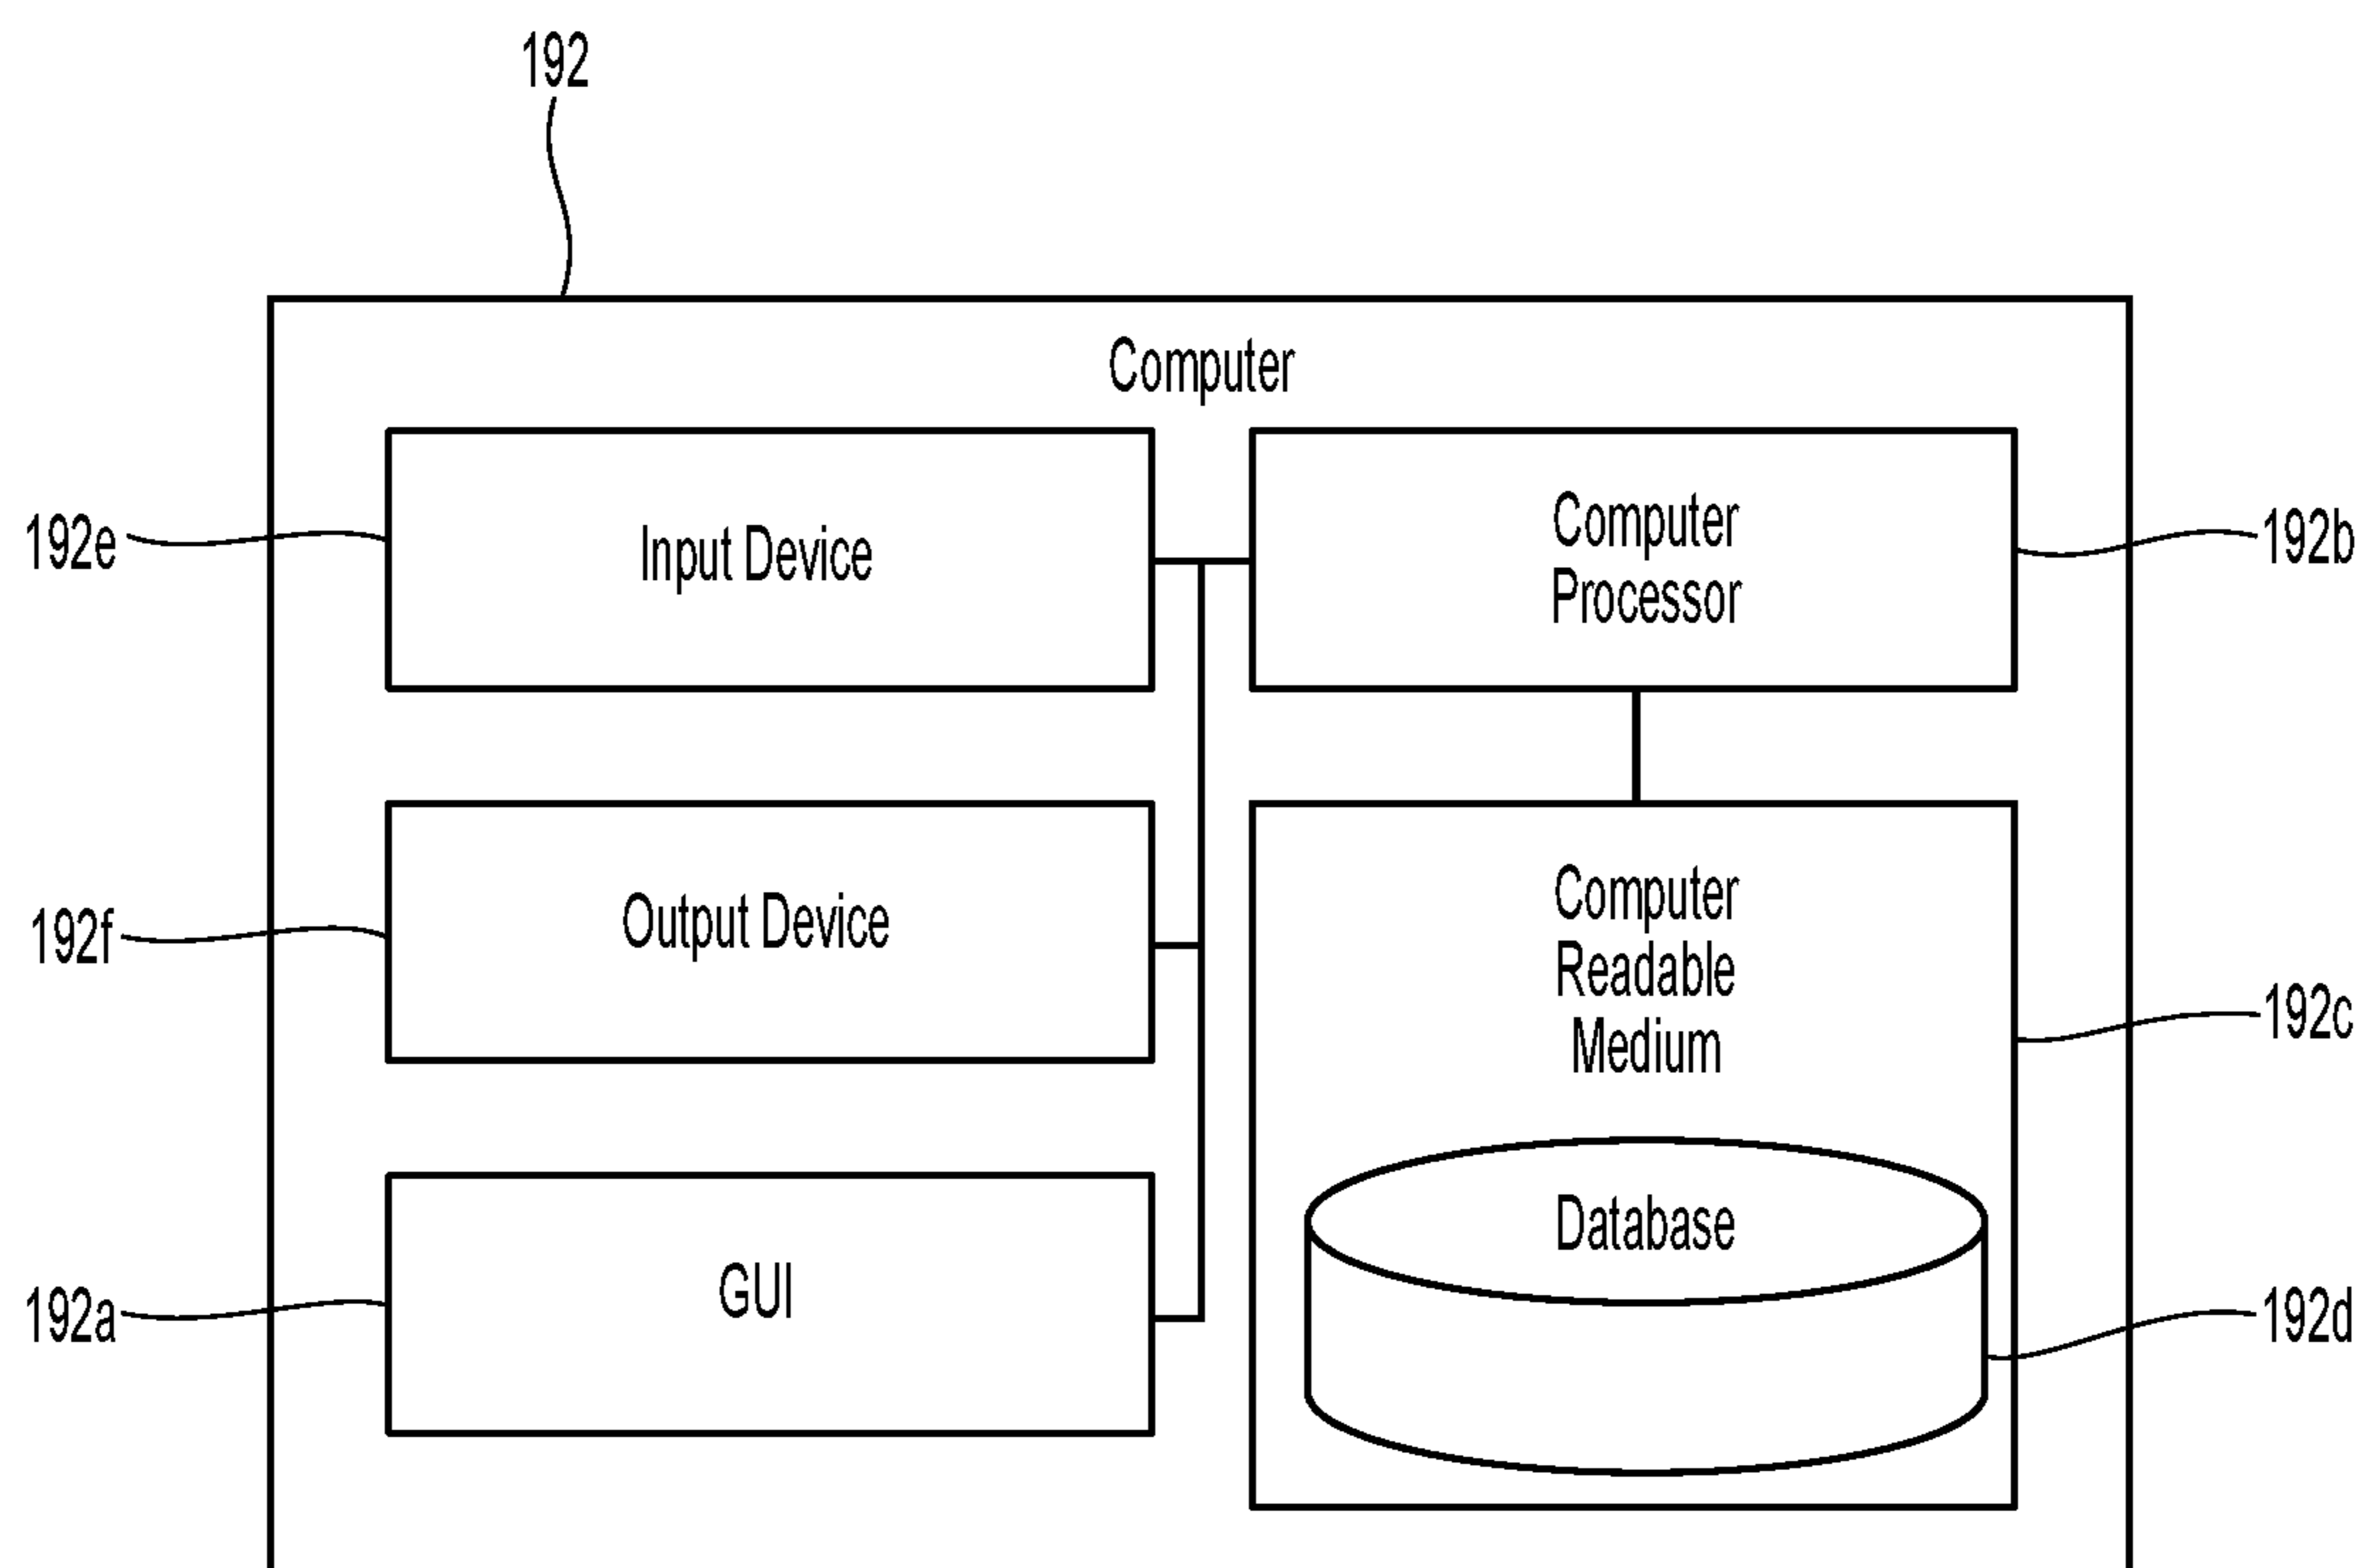 192
Computer
192e
Input Device
Computer
Processor
192b
192f
Output Device
Computer
Readable
Medium
192c
192a
GUI
Database
192d